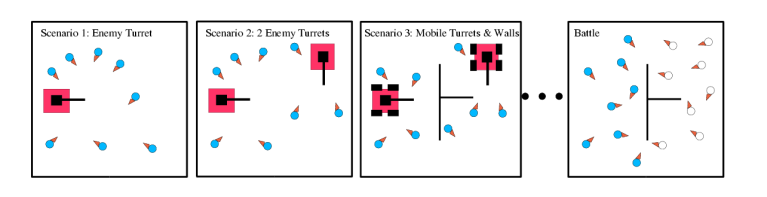 Scenario 1: Enemy Turret
Scenario 2: 2 Enemy Turrets
Scenario 3: Mobile Turrets & Walls
Battle